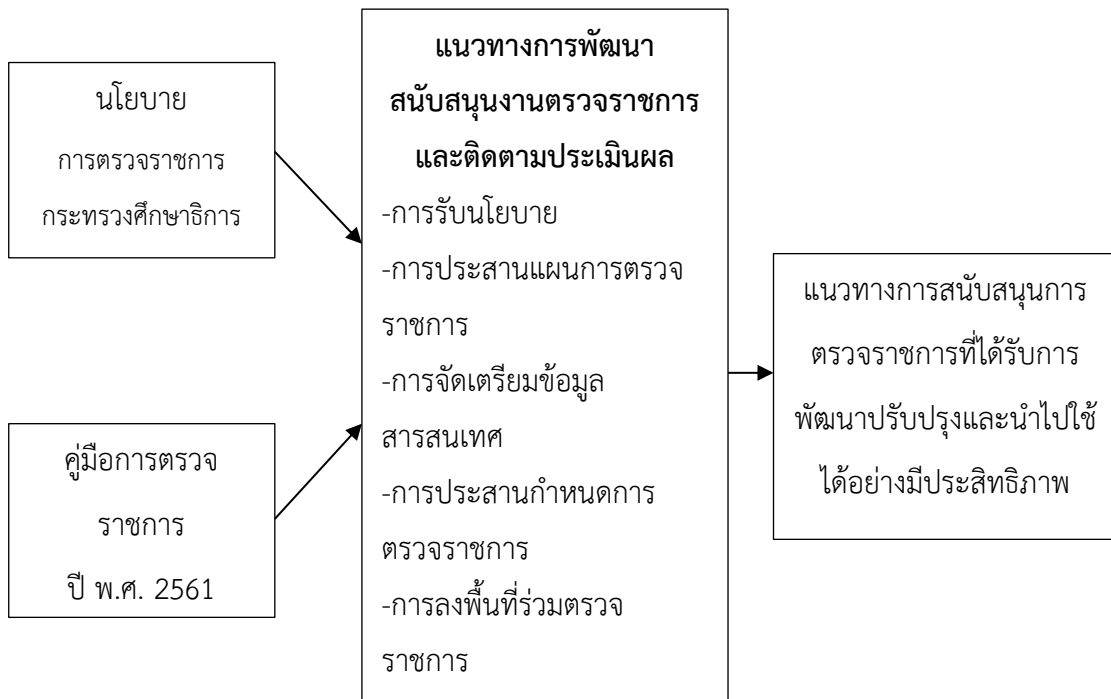 นโยบาย
การตรวจราชการ
กระทรวงศึกษาธิการ
คู่มือการตรวจ
ราชการ
ปี พ.ศ. 2561
แนวทางการพัฒนา
สนับสนุนงานตรวจราชการ
และติดตามประเมินผล
-การรับนโยบาย
-การประสานแผนการตรวจ
ราชการ
-การจัดเตรียมข้อมูล
สารสนเทศ
-การประสานกำหนดการ
ตรวจราชการ
-การลงพื้นที่ร่วมตรวจ
ราชการ
แนวทางการสนับสนุนการ
ตรวจราชการที่ได้รับการ
พัฒนาปรับปรุงและนำไปใช้
ได้อย่างมีประสิทธิภาพ